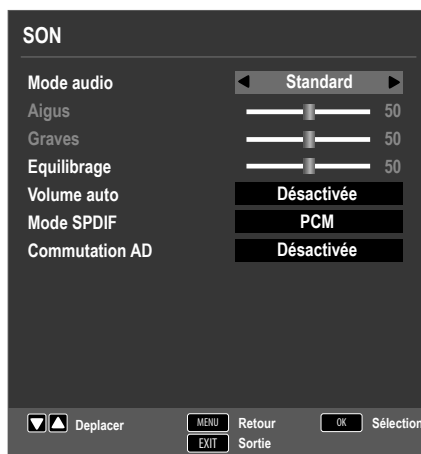 SON
Mode audio Standard
Aigus 50
Graves 50
Equilibrage 50
Volume auto Désactivée
Mode SPDIF PCM
Commutation AD Désactivée
Deplacer MENU Retour OK Sélection
EXIT Sortie